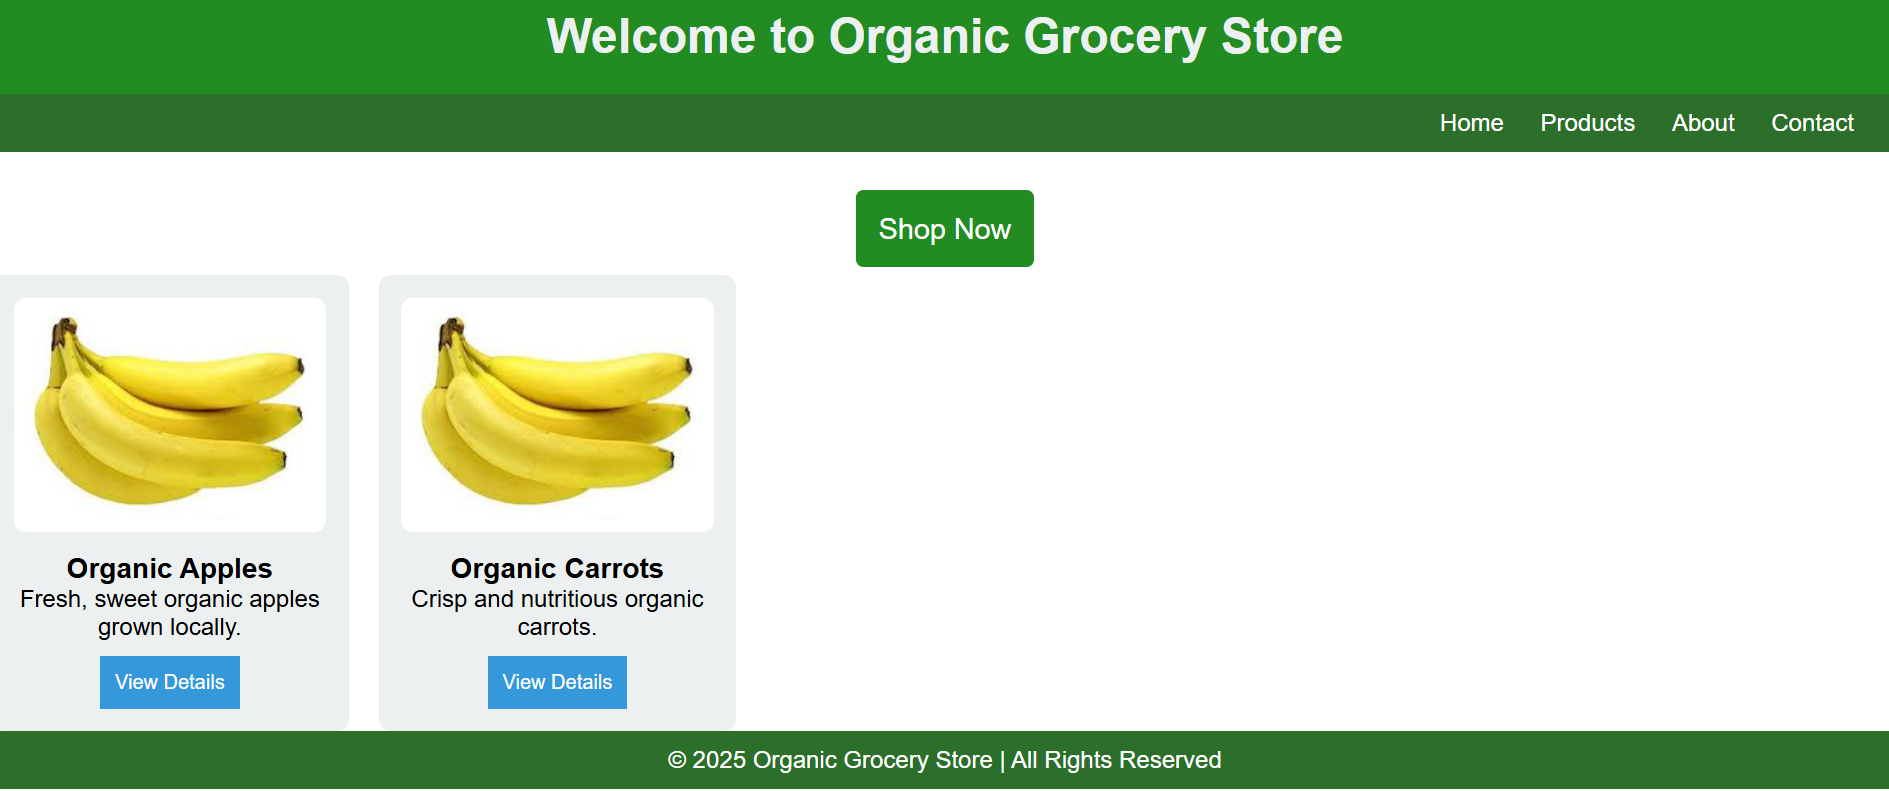 Welcome to Organic Grocery Store
Home Products About Contact
Shop Now
Organic Apples
Fresh, sweet organic apples
grown locally.
View Details
Organic Carrots
Crisp and nutritious organic
carrots.
View Details
© 2025 Organic Grocery Store | All Rights Reserved